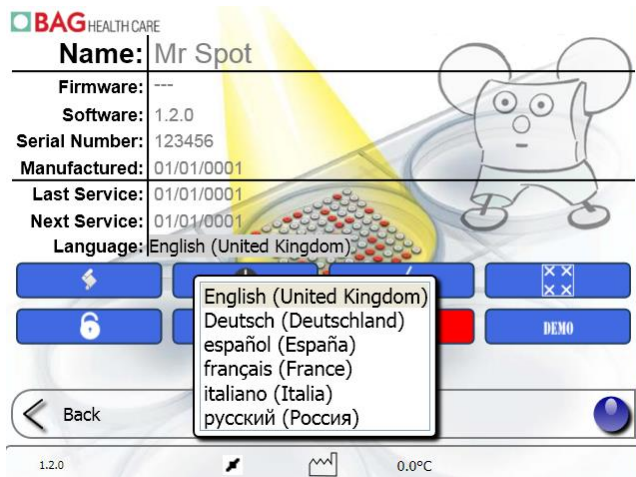 BAG HEALTH CARE
Name: Mr Spot
Firmware: ---
Software: 1.2.0
Serial Number: 123456
Manufactured: 01/01/0001
Last Service: 01/01/0001
Next Service: 01/01/0001
Language: English (United Kingdom)
English (United Kingdom)
Deutsch (Deutschland)
español (España)
français (France)
italiano (Italia)
русский (Россия)
DEMO
Back
1.2.0 0.0°C